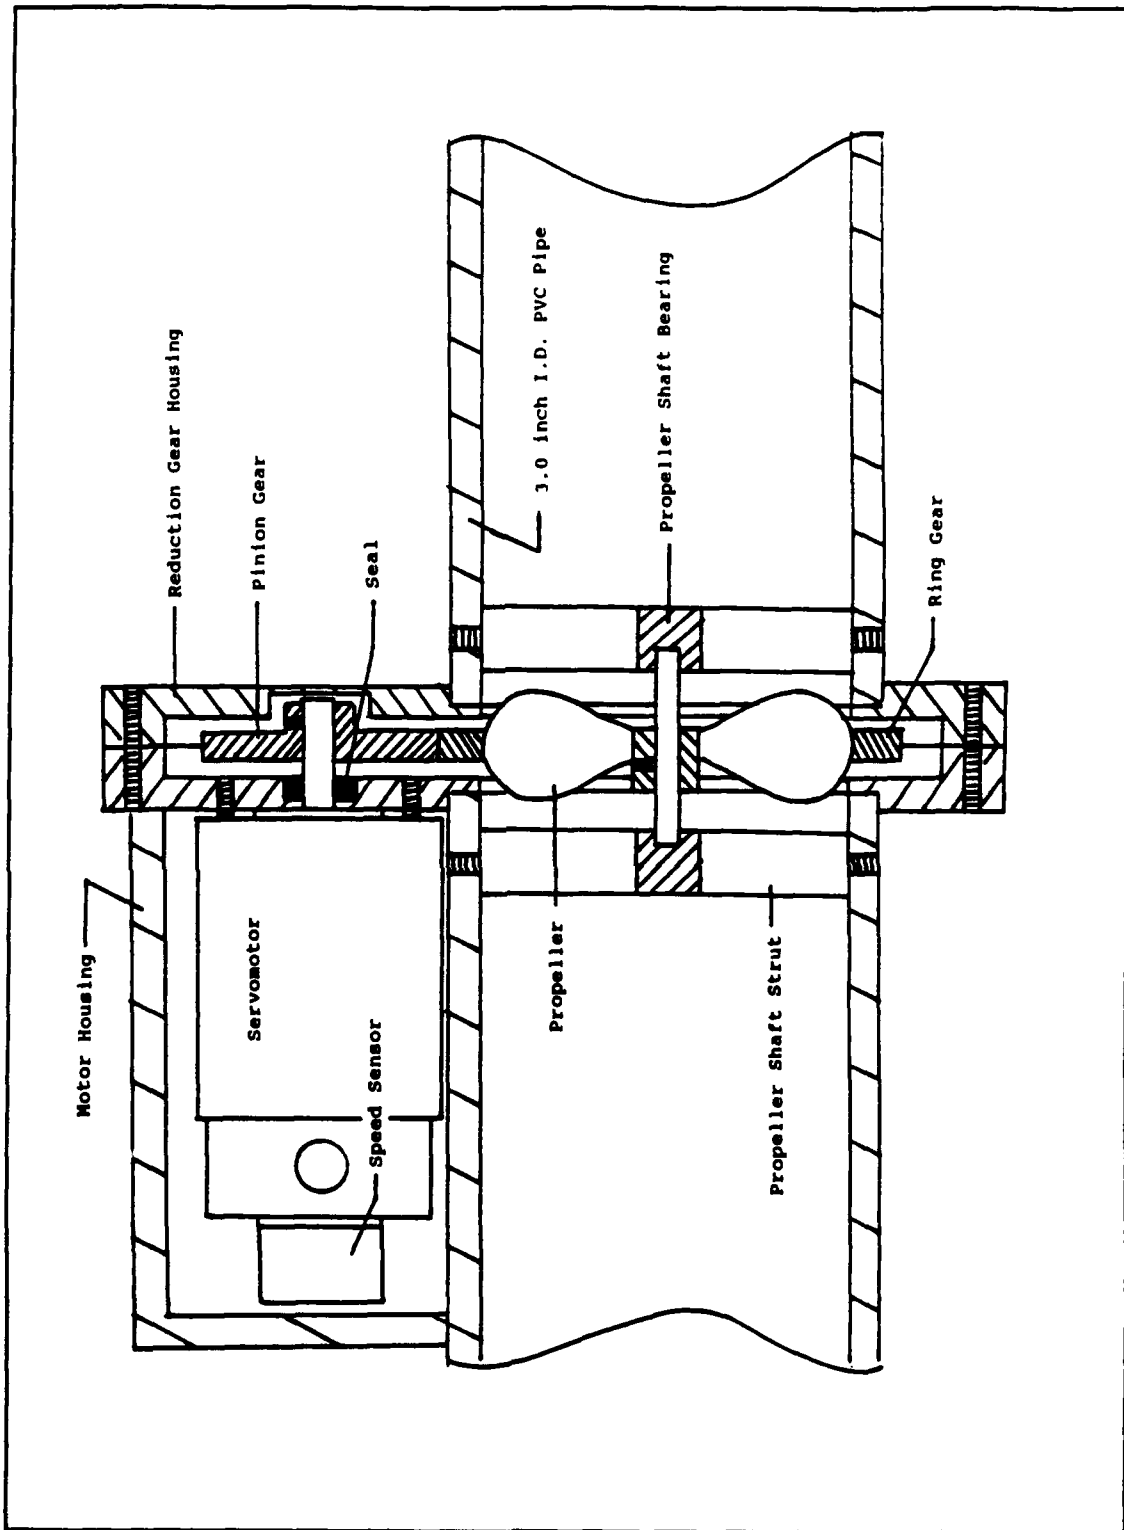 Motor Housing
Servomotor
Speed Sensor
Reduction Gear Housing
Pinion Gear
Seal
3.0 inch I.D. PVC Pipe
Propeller Shaft Bearing
Propeller
Propeller Shaft Strut
Ring Gear